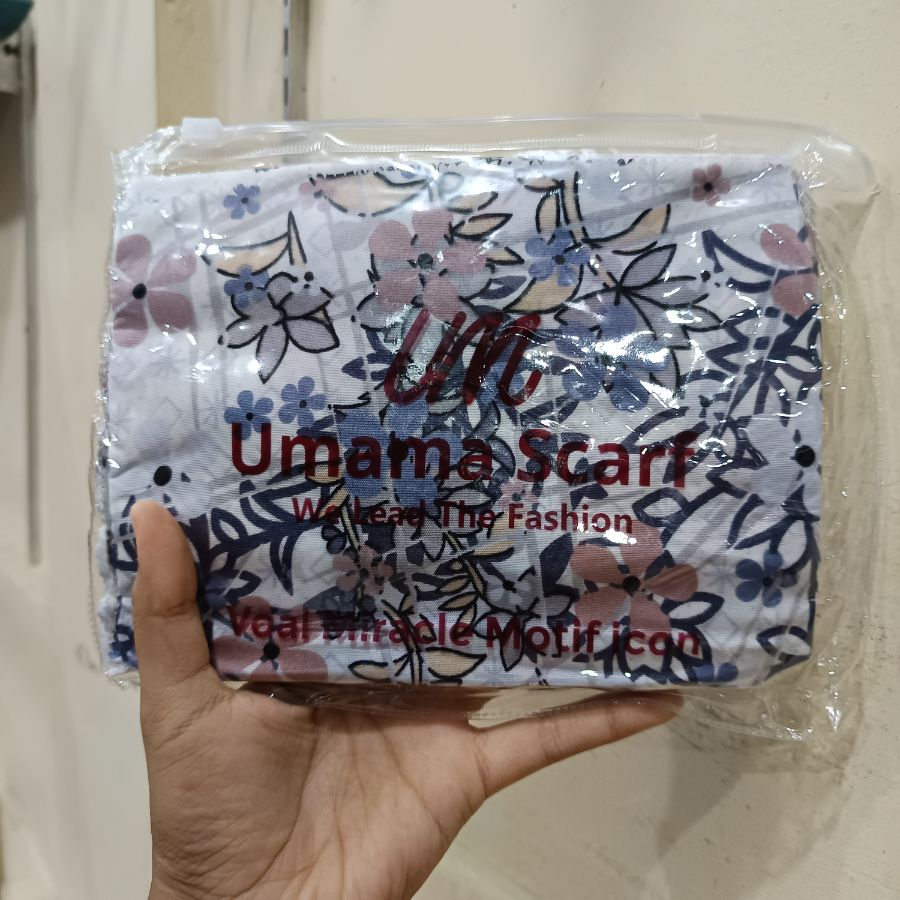 um
Umama Scarf
We Lead The Fashion
Voal Miracle Motif icon